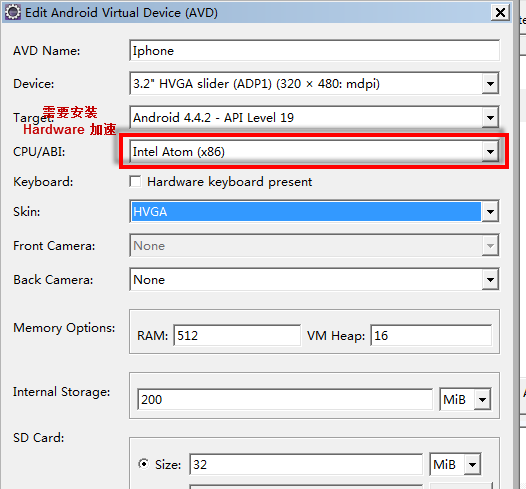 Edit Android Virtual Device (AVD)
AVD Name: Iphone
Device: 3.2" HVGA slider (ADP1) (320 × 480: mdpi)
需要安装
Target: Android 4.4.2 - API Level 19
Hardware 加速
CPU/ABI: Intel Atom (x86)
Keyboard: Hardware keyboard present
Skin: HVGA
Front Camera: None
Back Camera: None
Memory Options: RAM: 512 VM Heap: 16
Internal Storage: 200 MiB
SD Card:
Size: 32 MiB